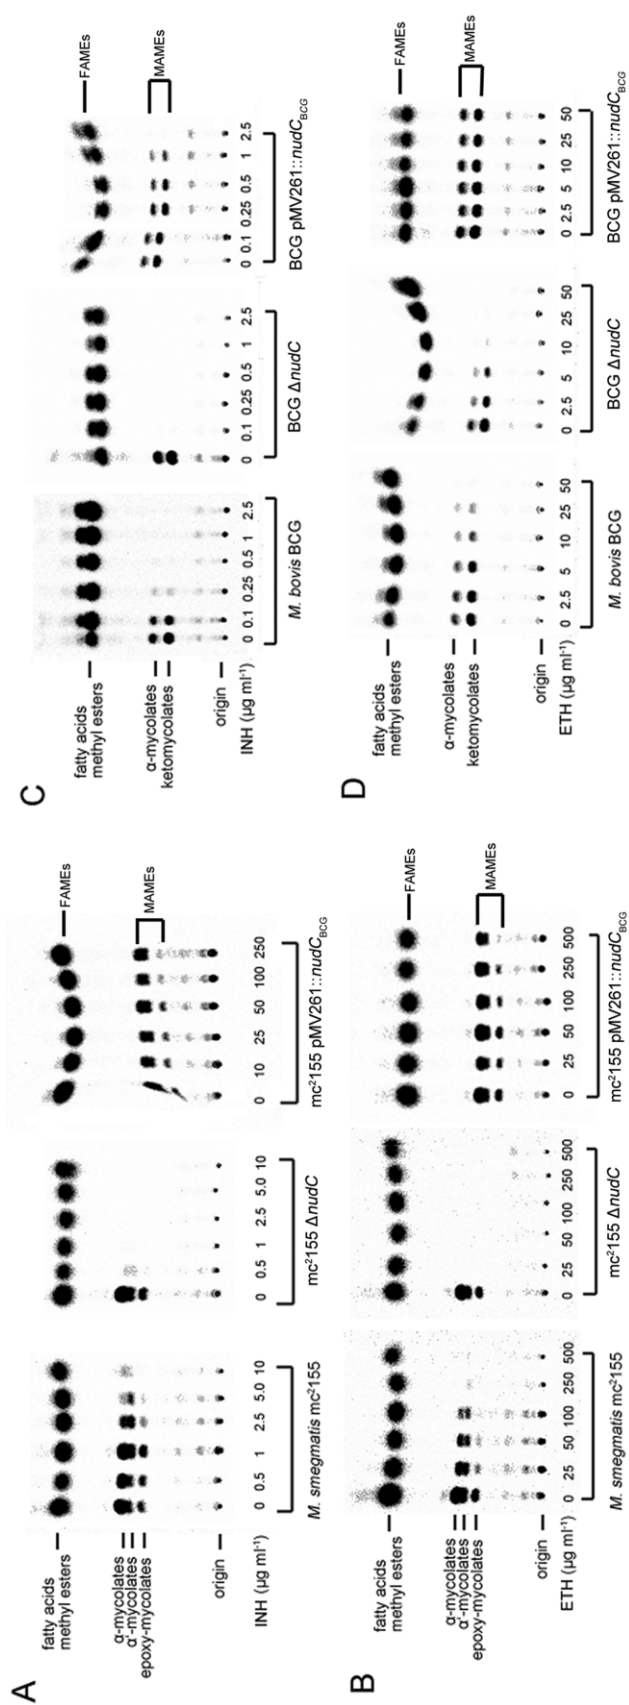 A
fatty acids
methyl esters
α-mycolates
α'-mycolates
epoxy-mycolates
origin
INH (µg ml⁻¹)
0 0.5 1 2.5 5.0 10
M. smegmatis mc²155
0 0.5 1 2.5 5.0 10
mc²155 ΔnudC
0 10 25 50 100 250
mc²155 pMV261::nudCBCG
FAMEs
MAMEs
B
fatty acids
methyl esters
α-mycolates
α'-mycolates
epoxy-mycolates
origin
ETH (µg ml⁻¹)
0 25 50 100 250 500
M. smegmatis mc²155
0 25 50 100 250 500
mc²155 ΔnudC
0 25 50 100 250 500
mc²155 pMV261::nudCBCG
FAMEs
MAMEs
C
fatty acids
methyl esters
α-mycolates
ketomycolates
origin
INH (µg ml⁻¹)
0 0.1 0.25 0.5 1 2.5
M. bovis BCG
0 0.1 0.25 0.5 1 2.5
BCG ΔnudC
0 0.1 0.25 0.5 1 2.5
BCG pMV261::nudCBCG
FAMEs
MAMEs
D
fatty acids
methyl esters
α-mycolates
ketomycolates
origin
ETH (µg ml⁻¹)
0 2.5 5 10 25 50
M. bovis BCG
0 2.5 5 10 25 50
BCG ΔnudC
0 2.5 5 10 25 50
BCG pMV261::nudCBCG
FAMEs
MAMEs